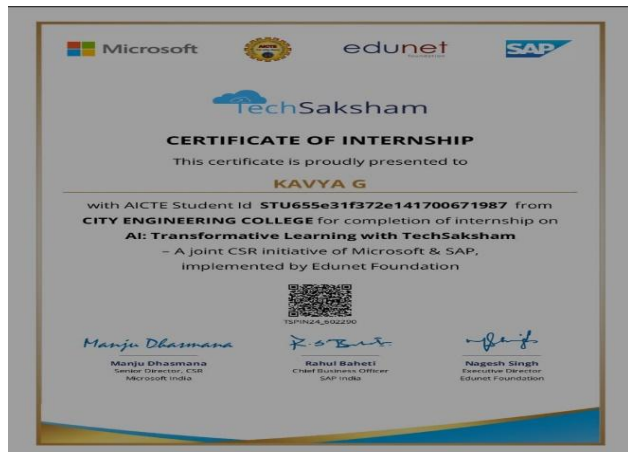 Microsoft
edunet
foundation
SAP
TechSaksham
CERTIFICATE OF INTERNSHIP
This certificate is proudly presented to
KAVYA G
with AICTE Student Id STU655e31f372e141700671987 from
CITY ENGINEERING COLLEGE for completion of internship on
AI: Transformative Learning with TechSaksham
– A joint CSR initiative of Microsoft & SAP,
implemented by Edunet Foundation
TSPIN24_602290
Manju Dhasmana
Manju Dhasmana Rahul Baheti Nagesh Singh
Senior Director, CSR Chief Business Officer Executive Director
Microsoft India SAP India Edunet Foundation